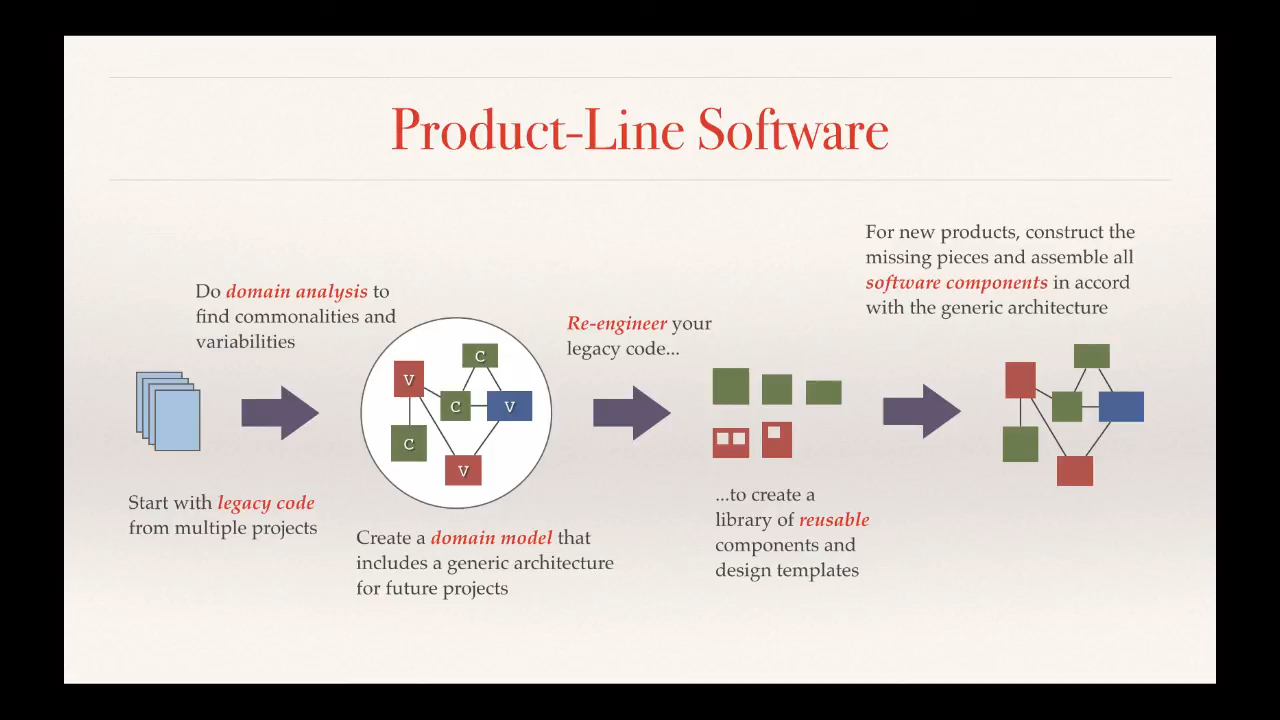 Product-Line Software
Do domain analysis to
find commonalities and
variabilities
Start with legacy code
from multiple projects
V
C
C
V
C
V
Create a domain model that
includes a generic architecture
for future projects
Re-engineer your
legacy code...
...to create a
library of reusable
components and
design templates
For new products, construct the
missing pieces and assemble all
software components in accord
with the generic architecture